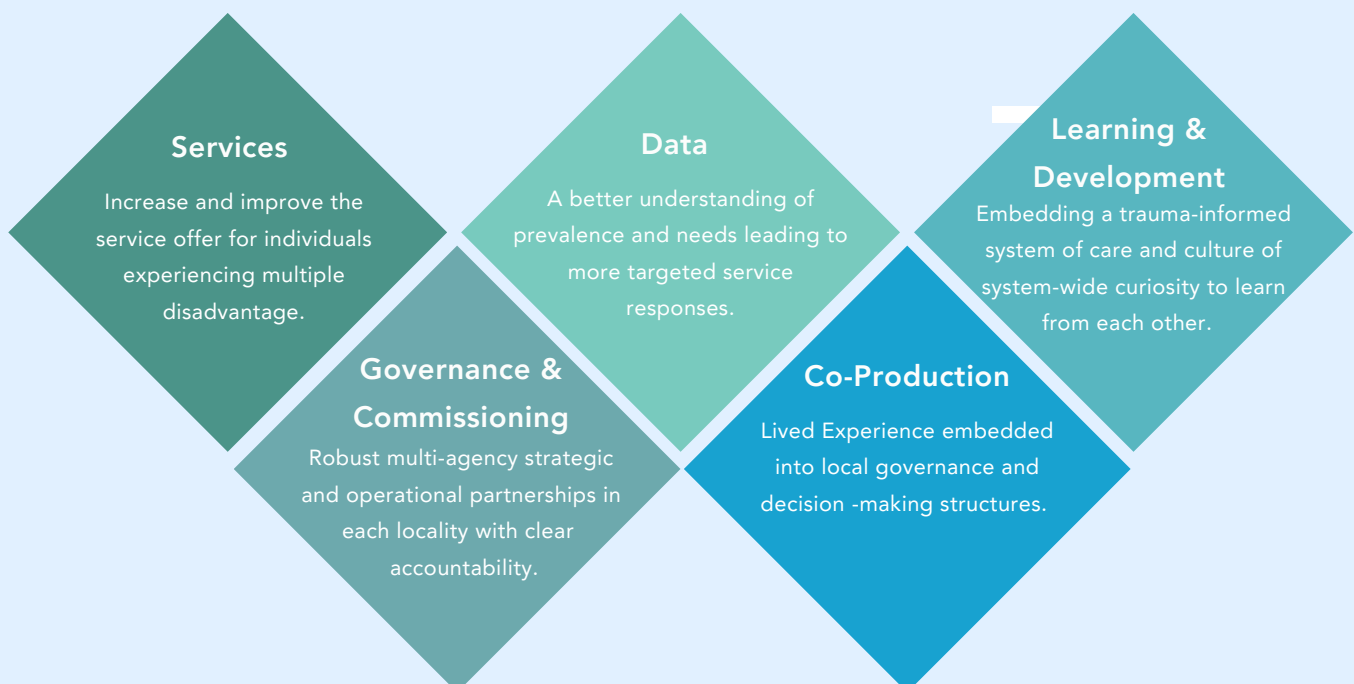 Services
Increase and improve the
service offer for individuals
experiencing multiple
disadvantage.
Data
A better understanding of
prevalence and needs leading to
more targeted service
responses.
Learning &
Development
Embedding a trauma-informed
system of care and culture of
system-wide curiosity to learn
from each other.
Governance &
Commissioning
Robust multi-agency strategic
and operational partnerships in
each locality with clear
accountability.
Co-Production
Lived Experience embedded
into local governance and
decision -making structures.